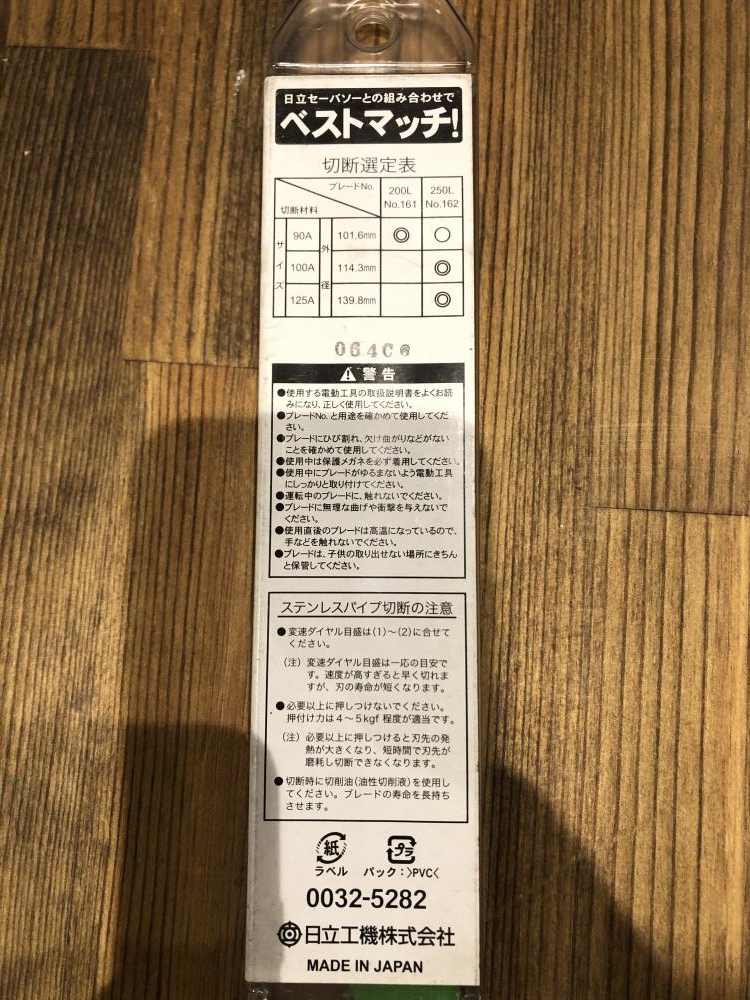 日立セーバソーとの組み合わせで
ベストマッチ!
切断選定表
ブレードNo.
切断材料
200L
No.161
250L
No.162
サイズ
外径
90A 101.6mm ◎ ○
100A 114.3mm ◎
125A 139.8mm ◎
064C
警告
●使用する電動工具の取扱説明書をよくお読
みになり、正しく使用してください。
●ブレードNo.と用途を確かめて使用してくだ
さい。
●ブレードにひび割れ、欠け曲がりなどがない
ことを確かめて使用してください。
●使用中は保護メガネを必ず着用してください。
●使用中にブレードがゆるまないよう電動工具
にしっかりと取り付けてください。
●運転中のブレードに、触れないでください。
●ブレードに無理な曲げや衝撃を与えないで
ください。
●使用直後のブレードは高温になっているので、
手などを触れないでください。
●ブレードは、子供の取り出せない場所にきちん
と保管してください。
ステンレスパイプ切断の注意
●変速ダイヤル目盛は(1)〜(2)に合せて
ください。
(注) 変速ダイヤル目盛は一応の目安で
す。速度が高すぎると早く切れま
すが、刃の寿命が短くなります。
●必要以上に押しつけないでください。
押付け力は4〜5kgf 程度が適当です。
(注) 必要以上に押しつけると刃先の発
熱が大きくなり、短時間で刃先が
磨耗し切断できなくなります。
●切断時に切削油(油性切削液)を使用し
てください。ブレードの寿命を長持ち
させます。
紙
ラベル
プラ
パック:>PVC<
0032-5282
日立工機株式会社
MADE IN JAPAN